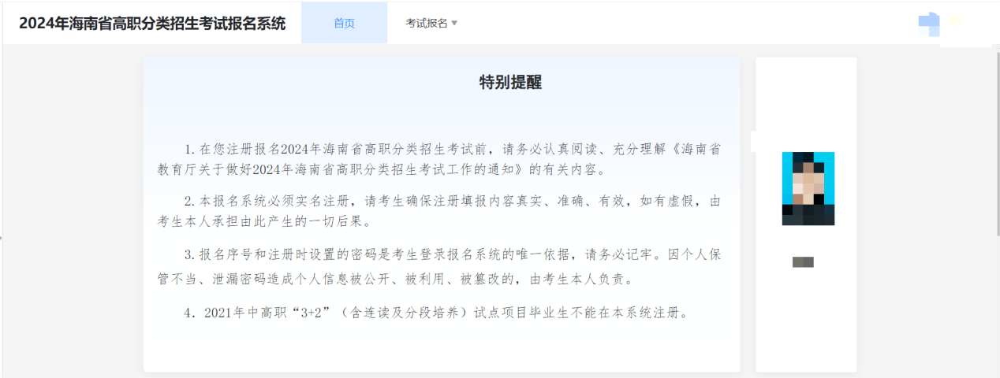 2024年海南省高职分类招生考试报名系统 首页 考试报名
特别提醒
1.在您注册报名2024年海南省高职分类招生考试前，请务必认真阅读、充分理解《海南省
教育厅关于做好2024年海南省高职分类招生考试工作的通知》的有关内容。
2.本报名系统必须实名注册，请考生确保注册填报内容真实、准确、有效，如有虚假，由
考生本人承担由此产生的一切后果。
3.报名序号和注册时设置的密码是考生登录报名系统的唯一依据，请务必记牢。因个人保
管不当、泄漏密码造成个人信息被公开、被利用、被篡改的，由考生本人负责。
4．2021年中高职“3+2”（含连读及分段培养）试点项目毕业生不能在本系统注册。